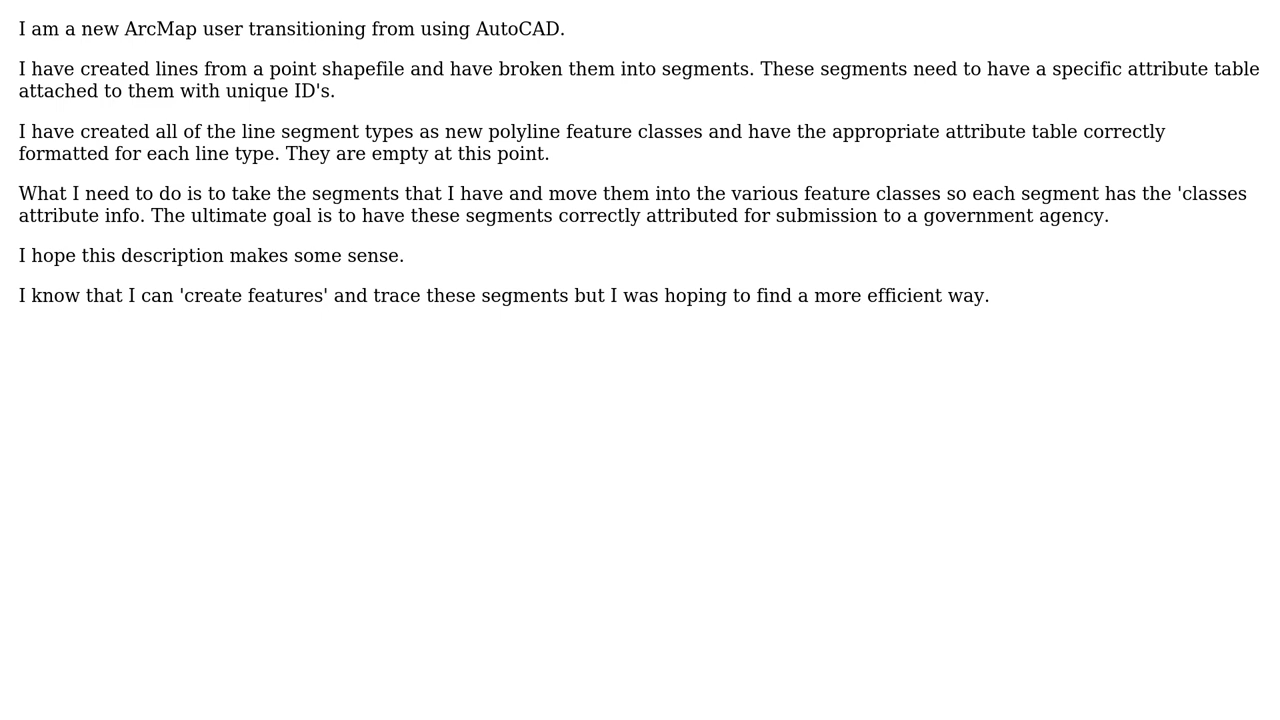 I am a new ArcMap user transitioning from using AutoCAD.
I have created lines from a point shapefile and have broken them into segments. These segments need to have a specific attribute table
attached to them with unique ID's.
I have created all of the line segment types as new polyline feature classes and have the appropriate attribute table correctly
formatted for each line type. They are empty at this point.
What I need to do is to take the segments that I have and move them into the various feature classes so each segment has the 'classes
attribute info. The ultimate goal is to have these segments correctly attributed for submission to a government agency.
I hope this description makes some sense.
I know that I can 'create features' and trace these segments but I was hoping to find a more efficient way.